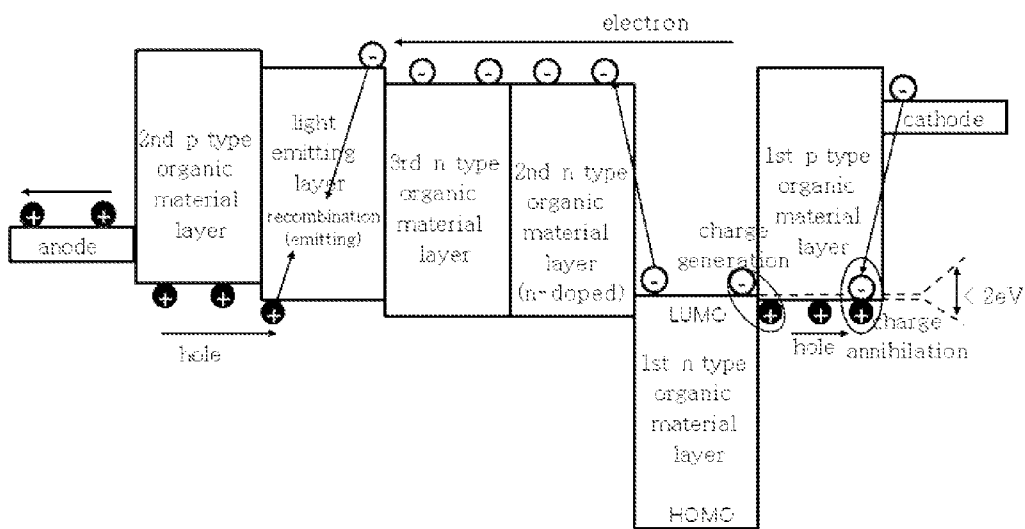 electron
2nd p type
organic
material
layer
light
emitting
layer
recombination
(emitting)
3rd n type
organic
material
layer
2nd n type
organic
material
layer
(n-doped)
charge
generation
1st p type
organic
material
layer
cathode
anode
hole
LUMO
hole
< 2eV
charge
annihilation
1st n type
organic
material
layer
HOMO